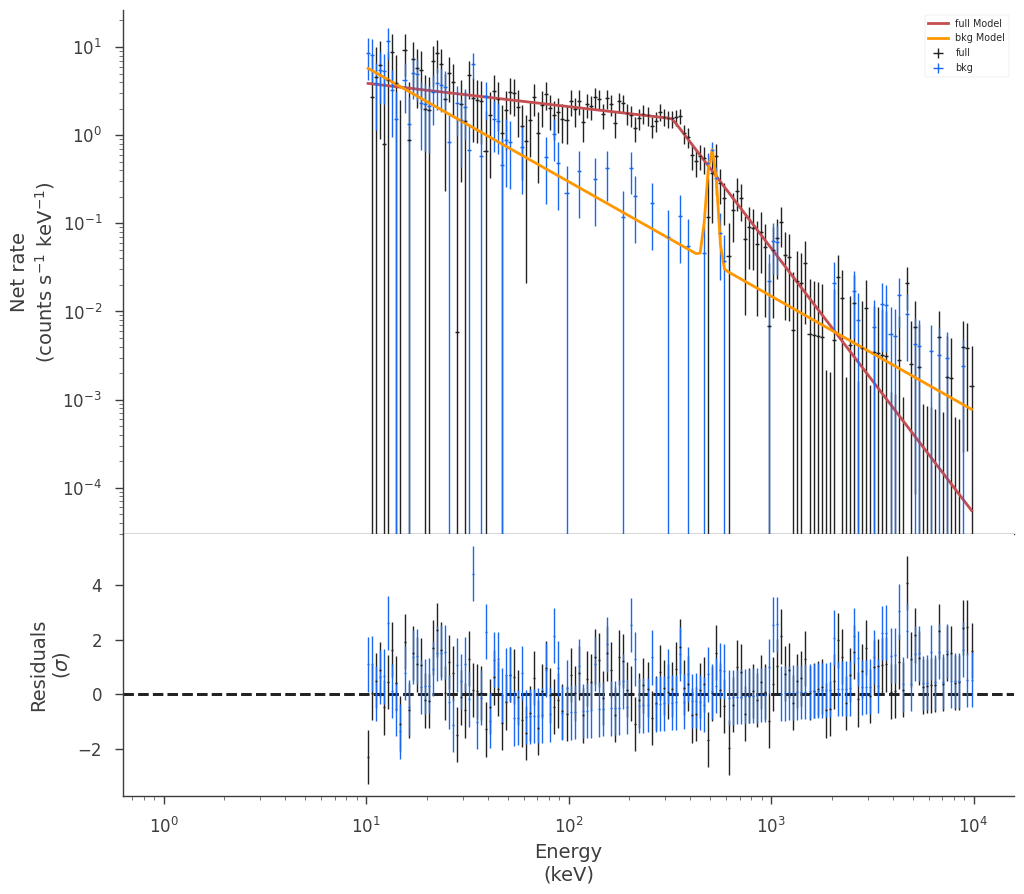 full Model
bkg Model
full
bkg
10¹
10⁰
10⁻¹
10⁻²
10⁻³
10⁻⁴
Net rate
(counts s⁻¹ keV⁻¹)
4
2
0
−2
Residuals
(σ)
10⁰ 10¹ 10² 10³ 10⁴
Energy
(keV)